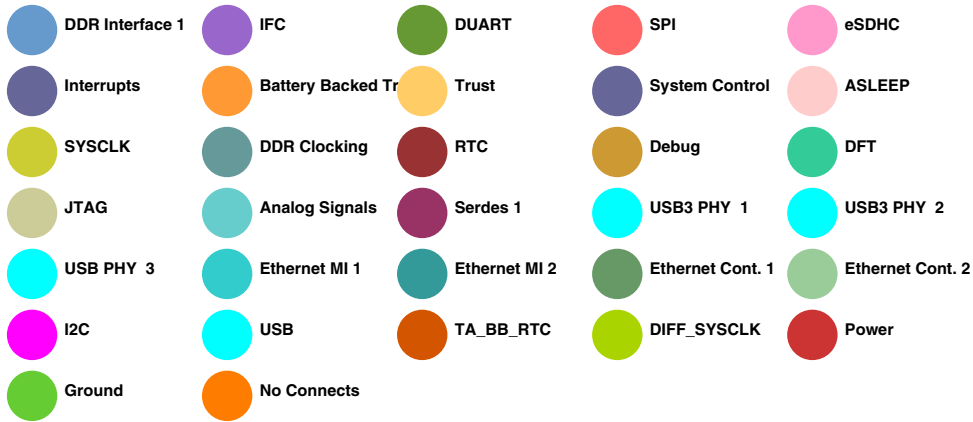 DDR Interface 1 IFC DUART SPI eSDHC
Interrupts Battery Backed Tr Trust System Control ASLEEP
SYSCLK DDR Clocking RTC Debug DFT
JTAG Analog Signals Serdes 1 USB3 PHY 1 USB3 PHY 2
USB PHY 3 Ethernet MI 1 Ethernet MI 2 Ethernet Cont. 1 Ethernet Cont. 2
I2C USB TA_BB_RTC DIFF_SYSCLK Power
Ground No Connects